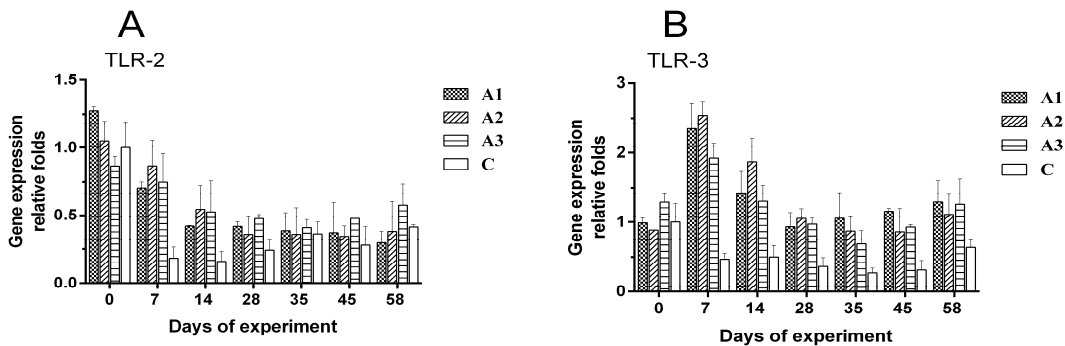 A
TLR-2
Gene expression
relative folds
1.5
1.0
0.5
0.0
0 7 14 28 35 45 58
Days of experiment
A1
A2
A3
C
B
TLR-3
Gene expression
relative folds
3
2
1
0
0 7 14 28 35 45 58
Days of experiment
A1
A2
A3
C